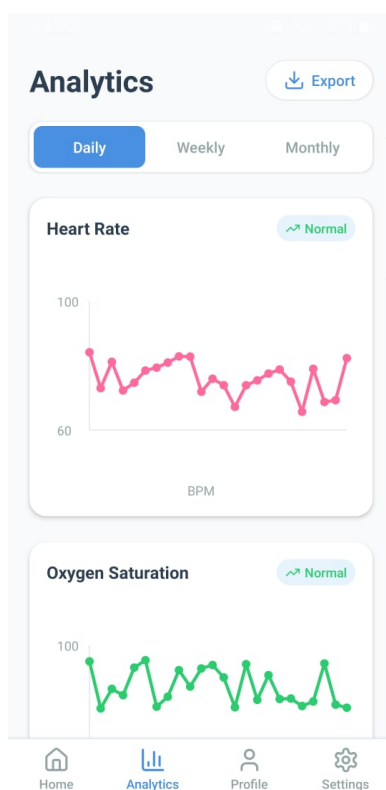 Analytics
Export
Daily Weekly Monthly
Heart Rate
Normal
100
60
BPM
Oxygen Saturation
Normal
100
Home Analytics Profile Settings